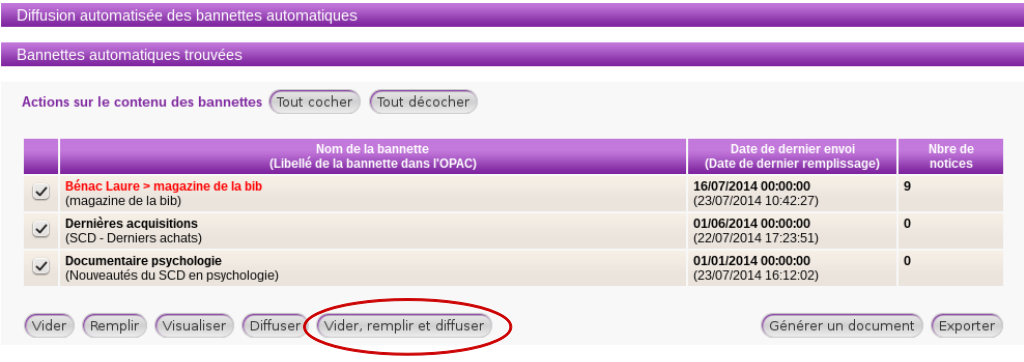 Diffusion automatisée des bannettes automatiques
Bannettes automatiques trouvées
Actions sur le contenu des bannettes Tout cocher Tout décocher
Nom de la bannette Date de dernier envoi Nbre de
(Libellé de la bannette dans l'OPAC) (Date de dernier remplissage) notices
Bénac Laure > magazine de la bib 16/07/2014 00:00:00 9
(magazine de la bib) (23/07/2014 10:42:27)
Dernières acquisitions 01/06/2014 00:00:00 0
(SCD - Derniers achats) (22/07/2014 17:23:51)
Documentaire psychologie 01/01/2014 00:00:00 0
(Nouveautés du SCD en psychologie) (23/07/2014 16:12:02)
Vider Remplir Visualiser Diffuser Vider, remplir et diffuser Générer un document Exporter